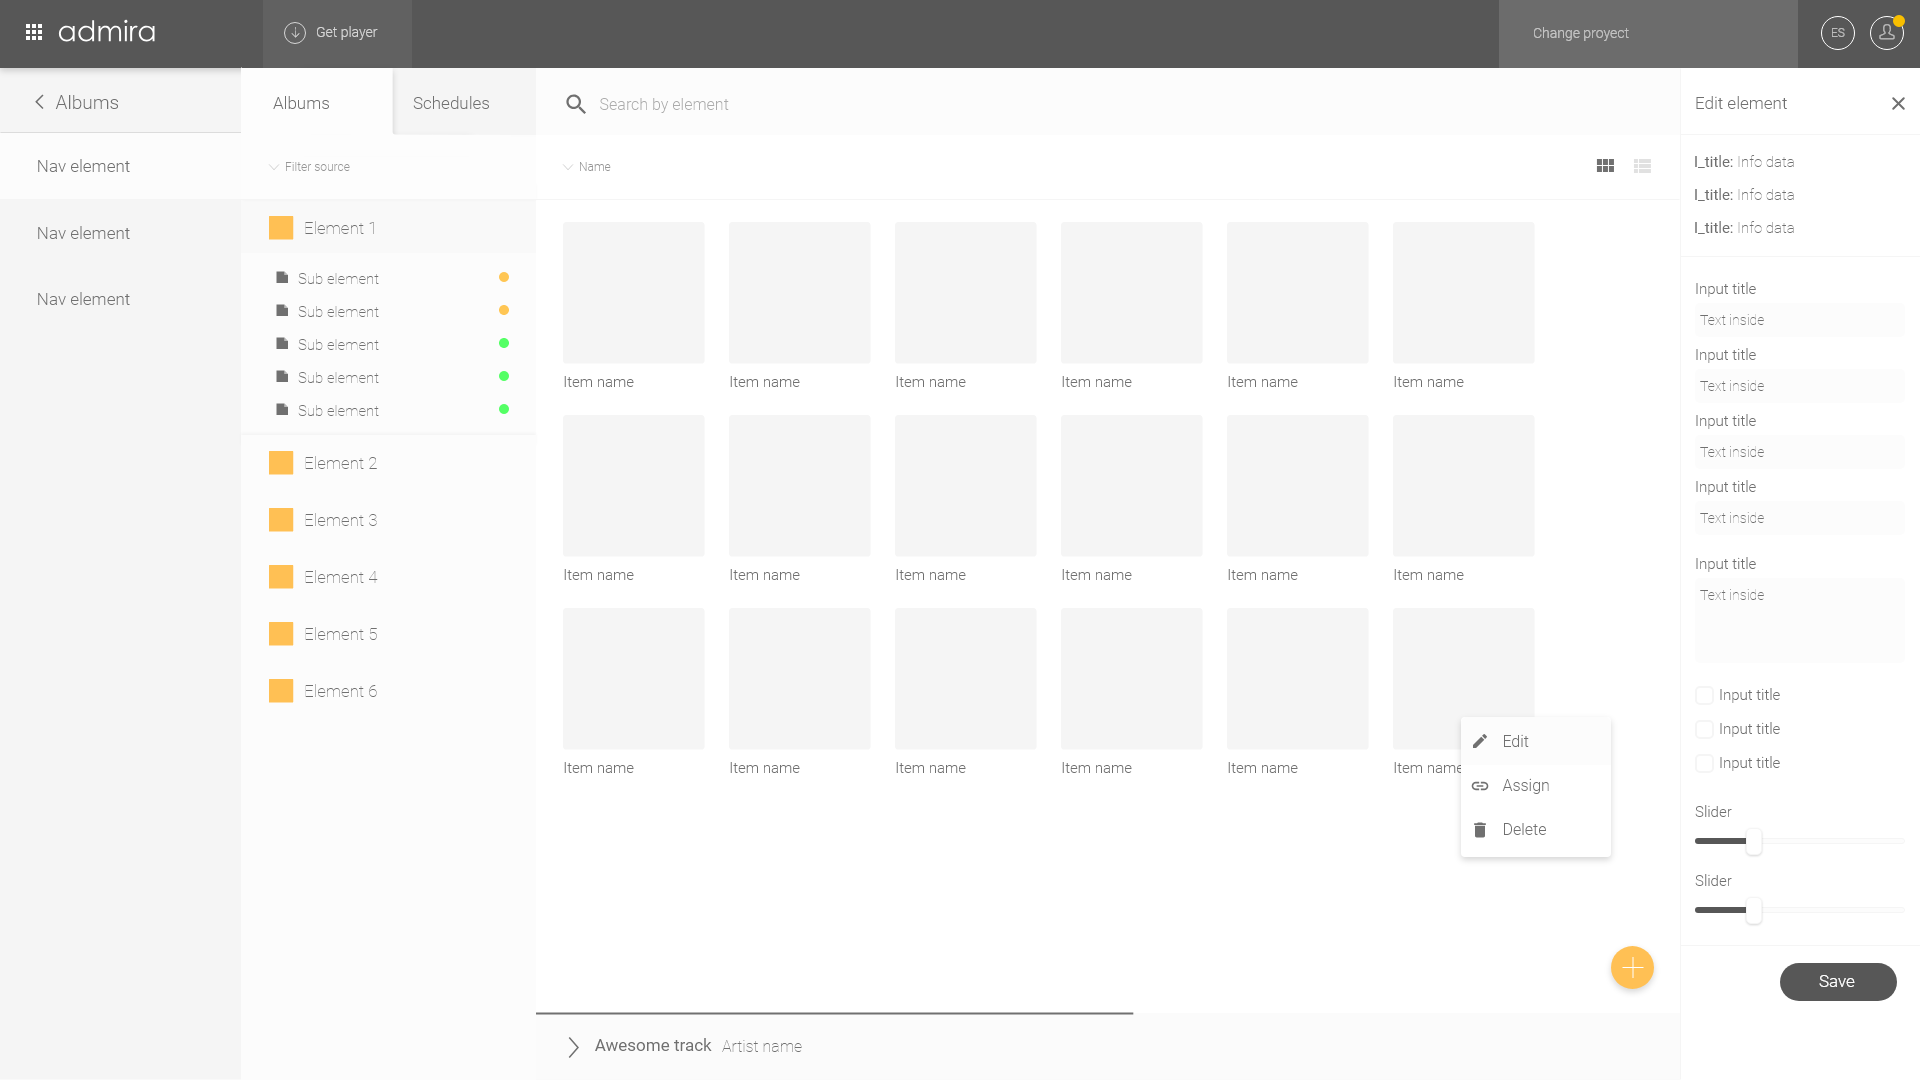 admira
Get player
Change proyect
ES
Albums
Nav element
Nav element
Nav element
Albums
Schedules
Filter source
Element 1
Sub element
Sub element
Sub element
Sub element
Sub element
Element 2
Element 3
Element 4
Element 5
Element 6
Search by element
Name
Item name Item name Item name Item name Item name Item name
Item name Item name Item name Item name Item name Item name
Item name Item name Item name Item name Item name Item name
Edit
Assign
Delete
Awesome track Artist name
Edit element
I_title: Info data
I_title: Info data
I_title: Info data
Input title
Text inside
Input title
Text inside
Input title
Text inside
Input title
Text inside
Input title
Text inside
Input title
Input title
Input title
Slider
Slider
Save